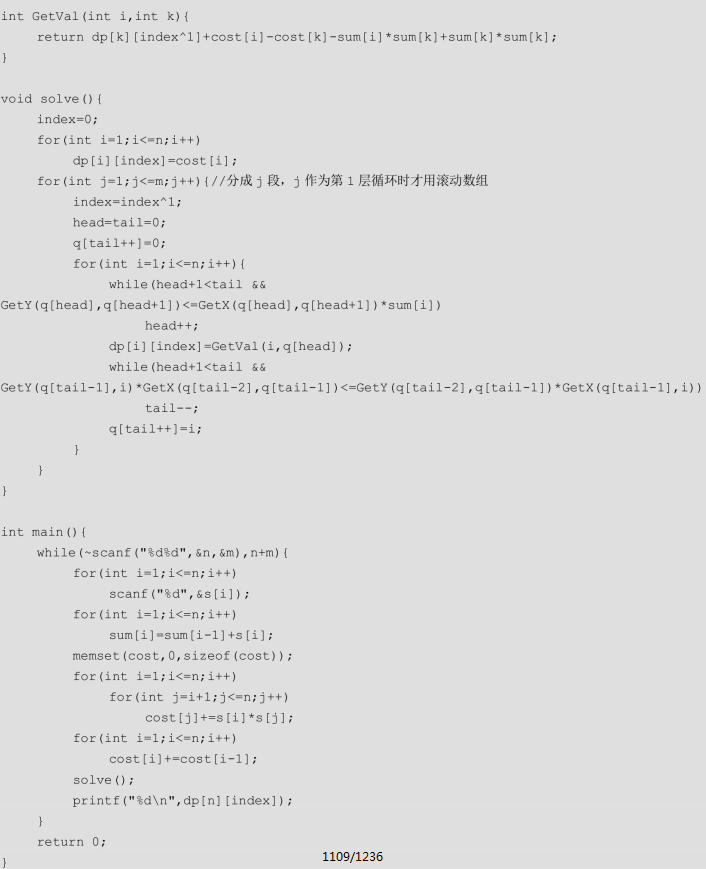 int GetVal(int i,int k){
return dp[k][index^1]+cost[i]-cost[k]-sum[i]*sum[k]+sum[k]*sum[k];
}
void solve(){
index=0;
for(int i=1;i<=n;i++)
dp[i][index]=cost[i];
for(int j=1;j<=m;j++){//分成 j 段，j 作为第 1 层循环时才用滚动数组
index=index^1;
head=tail=0;
q[tail++]=0;
for(int i=1;i<=n;i++){
while(head+1<tail &&
GetY(q[head],q[head+1])<=GetX(q[head],q[head+1])*sum[i])
head++;
dp[i][index]=GetVal(i,q[head]);
while(head+1<tail &&
GetY(q[tail-1],i)*GetX(q[tail-2],q[tail-1])<=GetY(q[tail-2],q[tail-1])*GetX(q[tail-1],i))
tail--;
q[tail++]=i;
}
}
}
int main(){
while(~scanf("%d%d",&n,&m),n+m){
for(int i=1;i<=n;i++)
scanf("%d",&s[i]);
for(int i=1;i<=n;i++)
sum[i]=sum[i-1]+s[i];
memset(cost,0,sizeof(cost));
for(int i=1;i<=n;i++)
for(int j=i+1;j<=n;j++)
cost[j]+=s[i]*s[j];
for(int i=1;i<=n;i++)
cost[i]+=cost[i-1];
solve();
printf("%d\n",dp[n][index]);
}
return 0;
}
1109/1236